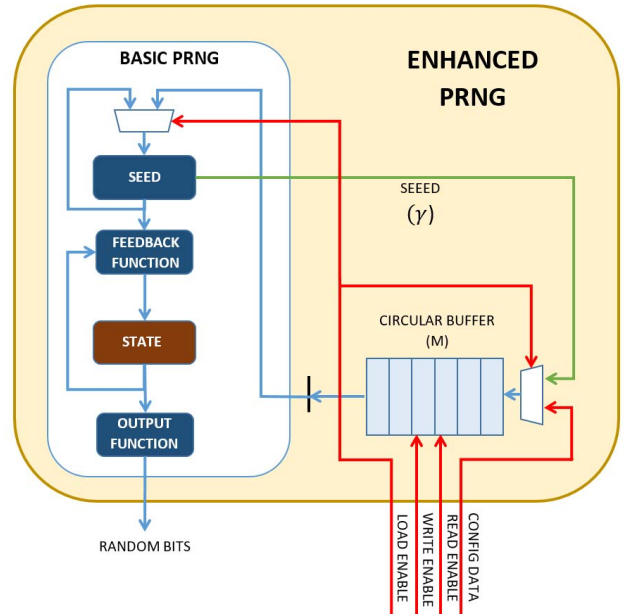 BASIC PRNG
ENHANCED
PRNG
SEED
SEEED
(γ)
FEEDBACK
FUNCTION
CIRCULAR BUFFER
(M)
STATE
OUTPUT
FUNCTION
RANDOM BITS
LOAD ENABLE
WRITE ENABLE
READ ENABLE
CONFIG DATA